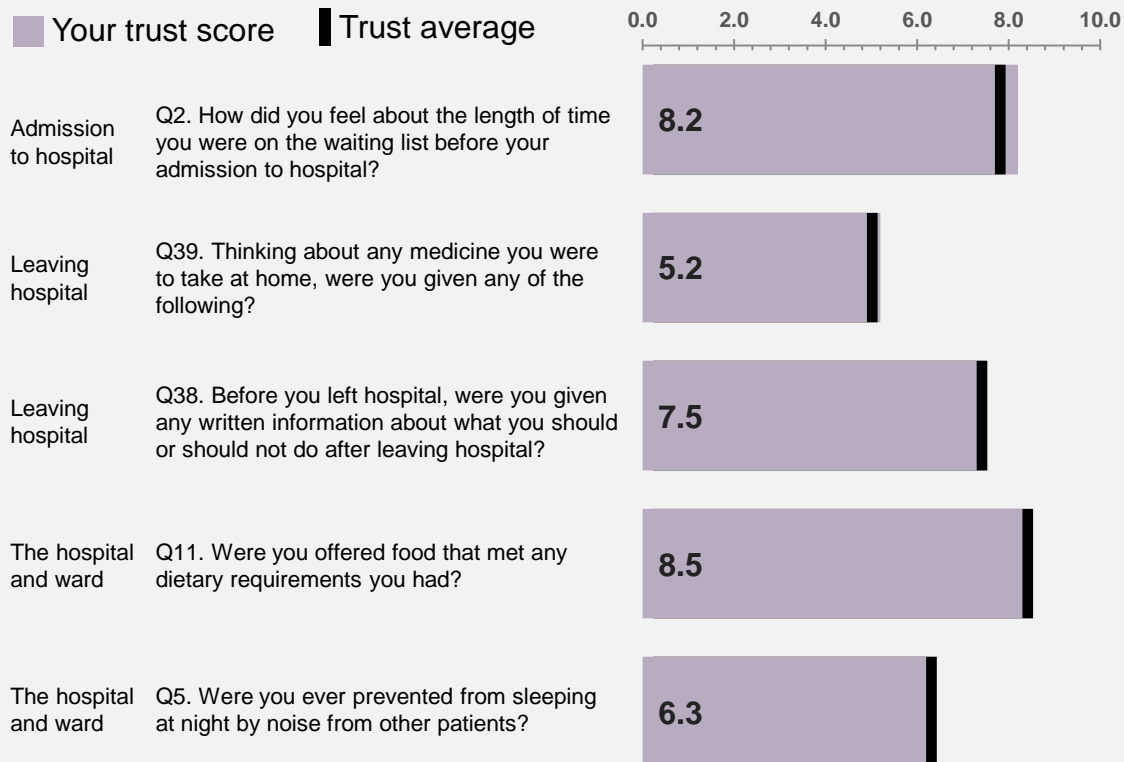 Your trust score
Trust average
0.0 2.0 4.0 6.0 8.0 10.0
Admission
to hospital
Q2. How did you feel about the length of time
you were on the waiting list before your
admission to hospital?
8.2
Leaving
hospital
Q39. Thinking about any medicine you were
to take at home, were you given any of the
following?
5.2
Leaving
hospital
Q38. Before you left hospital, were you given
any written information about what you should
or should not do after leaving hospital?
7.5
The hospital
and ward
Q11. Were you offered food that met any
dietary requirements you had?
8.5
The hospital
and ward
Q5. Were you ever prevented from sleeping
at night by noise from other patients?
6.3